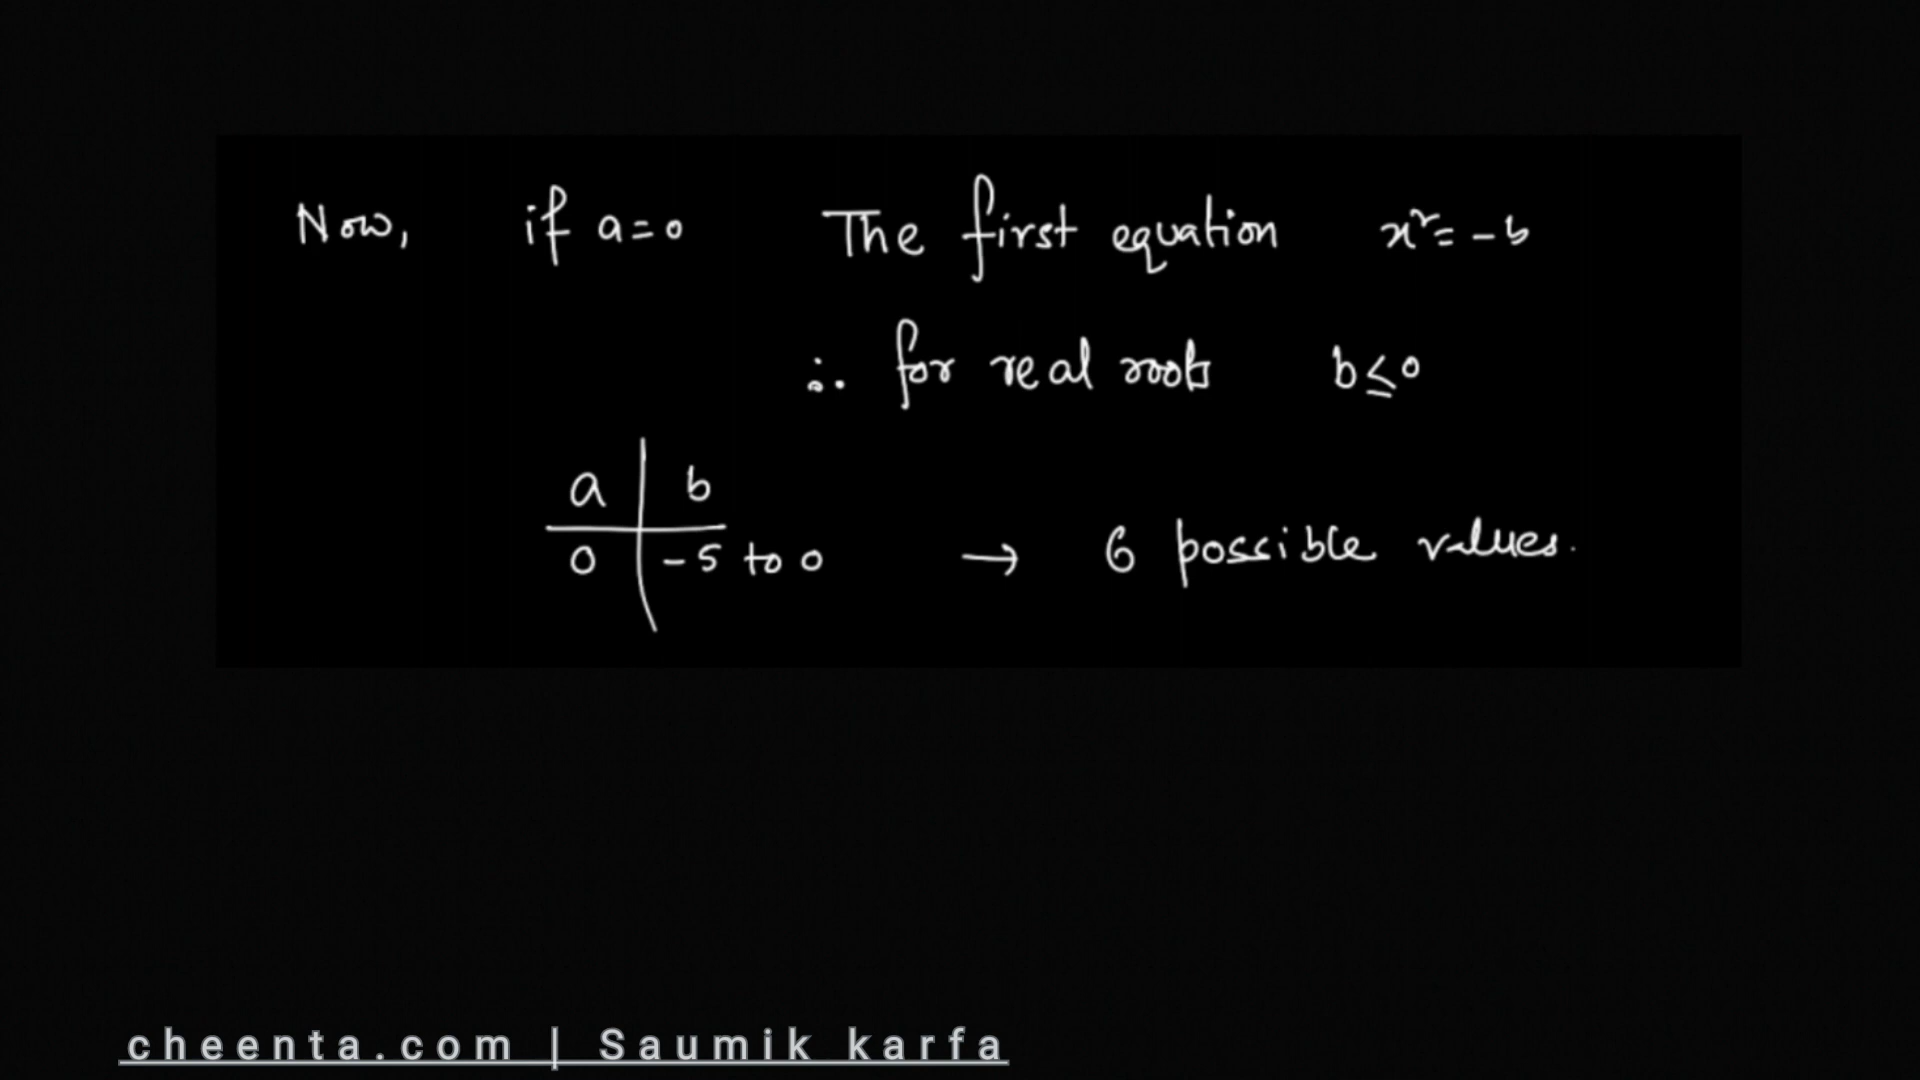 Now, if a=0 The first equation x²= -b
∴ for real roots b≤0
a | b
0 | -5 to 0 → 6 possible values.
cheenta.com | Saumik karfa